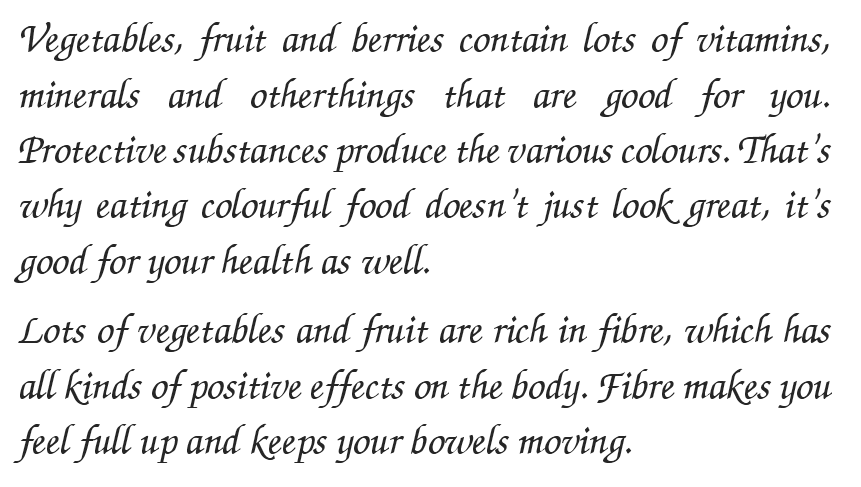 Vegetables, fruit and berries contain lots of vitamins,
minerals and otherthings that are good for you.
Protective substances produce the various colours. That's
why eating colourful food doesn't just look great, it's
good for your health as well.
Lots of vegetables and fruit are rich in fibre, which has
all kinds of positive effects on the body. Fibre makes you
feel full up and keeps your bowels moving.